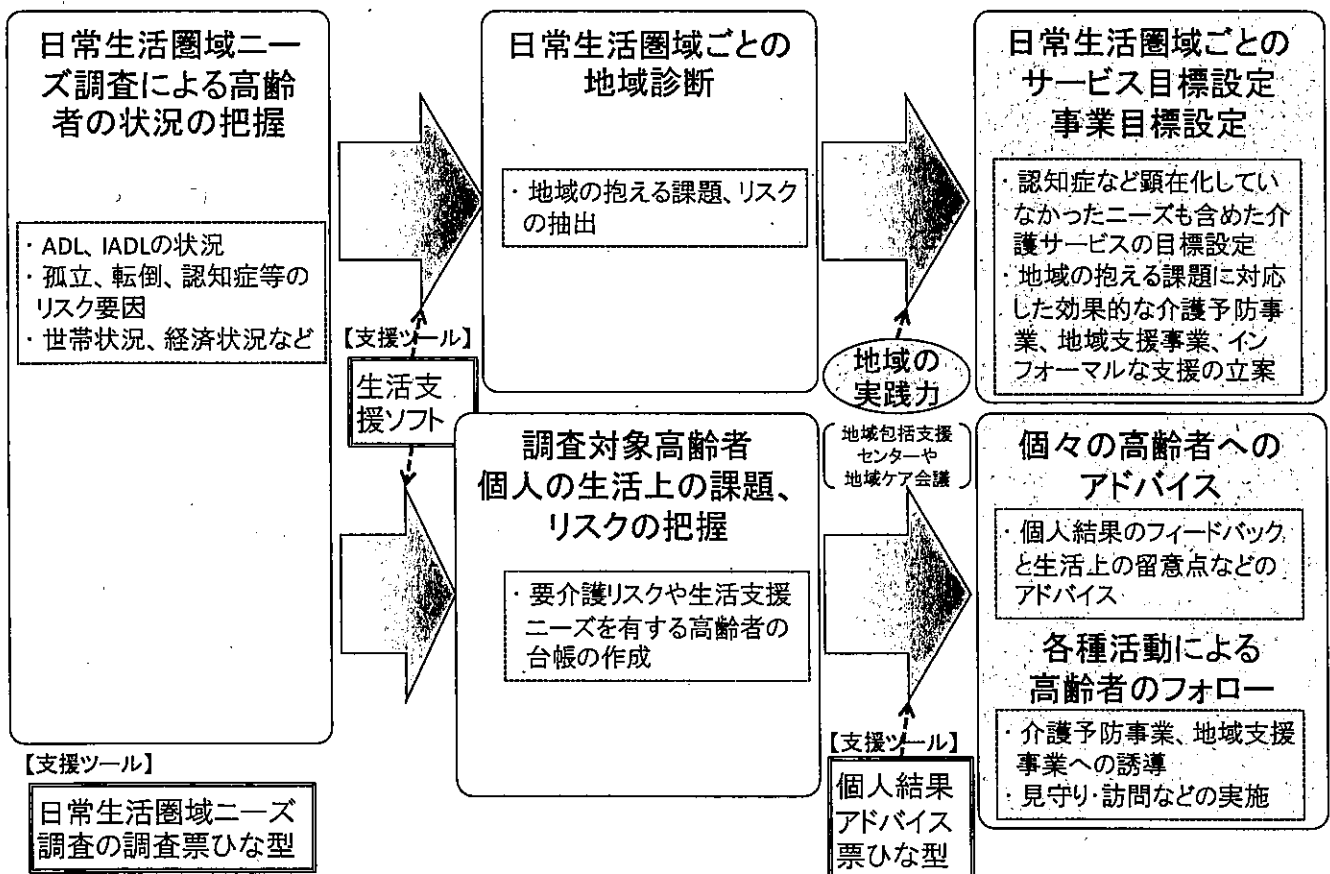 日常生活圏域ニー
ズ調査による高齢
者の状況の把握
・ADL、IADLの状況
・孤立、転倒、認知症等の
リスク要因
・世帯状況、経済状況など
【支援ツール】
日常生活圏域ニーズ
調査の調査票ひな型
【支援ツール】
生活支
援ソフト
日常生活圏域ごとの
地域診断
・地域の抱える課題、リスク
の抽出
調査対象高齢者
個人の生活上の課題、
リスクの把握
・要介護リスクや生活支援
ニーズを有する高齢者の
台帳の作成
地域の
実践力
地域包括支援
センターや
地域ケア会議
【支援ツール】
個人結果
アドバイス
票ひな型
日常生活圏域ごとの
サービス目標設定
事業目標設定
・認知症など顕在化してい
なかったニーズも含めた介
護サービスの目標設定
・地域の抱える課題に対応
した効果的な介護予防事
業、地域支援事業、イン
フォーマルな支援の立案
個々の高齢者への
アドバイス
・個人結果のフィードバック
と生活上の留意点などの
アドバイス
各種活動による
高齢者のフォロー
・介護予防事業、地域支援
事業への誘導
・見守り・訪問などの実施